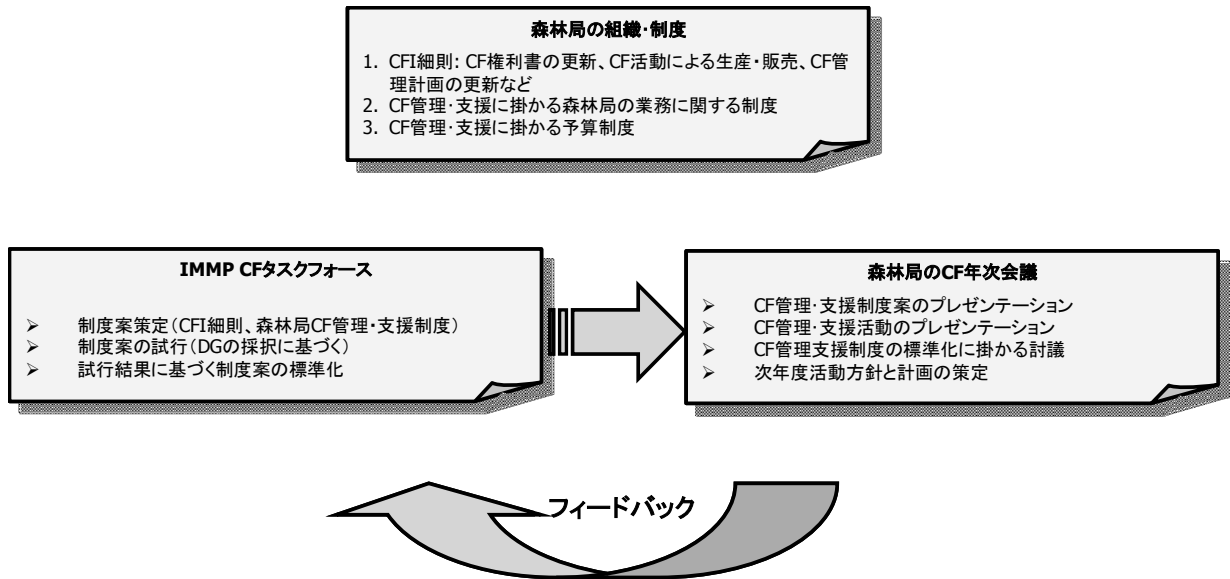 森林局の組織・制度
1. CFI細則: CF権利書の更新、CF活動による生産・販売、CF管
理計画の更新など
2. CF管理・支援に掛かる森林局の業務に関する制度
3. CF管理・支援に掛かる予算制度
IMMP CFタスクフォース
➢ 制度案策定(CFI細則、森林局CF管理・支援制度)
➢ 制度案の試行(DGの採択に基づく)
➢ 試行結果に基づく制度案の標準化
森林局のCF年次会議
➢ CF管理・支援制度案のプレゼンテーション
➢ CF管理・支援活動のプレゼンテーション
➢ CF管理支援制度の標準化に掛かる討議
➢ 次年度活動方針と計画の策定
フィードバック